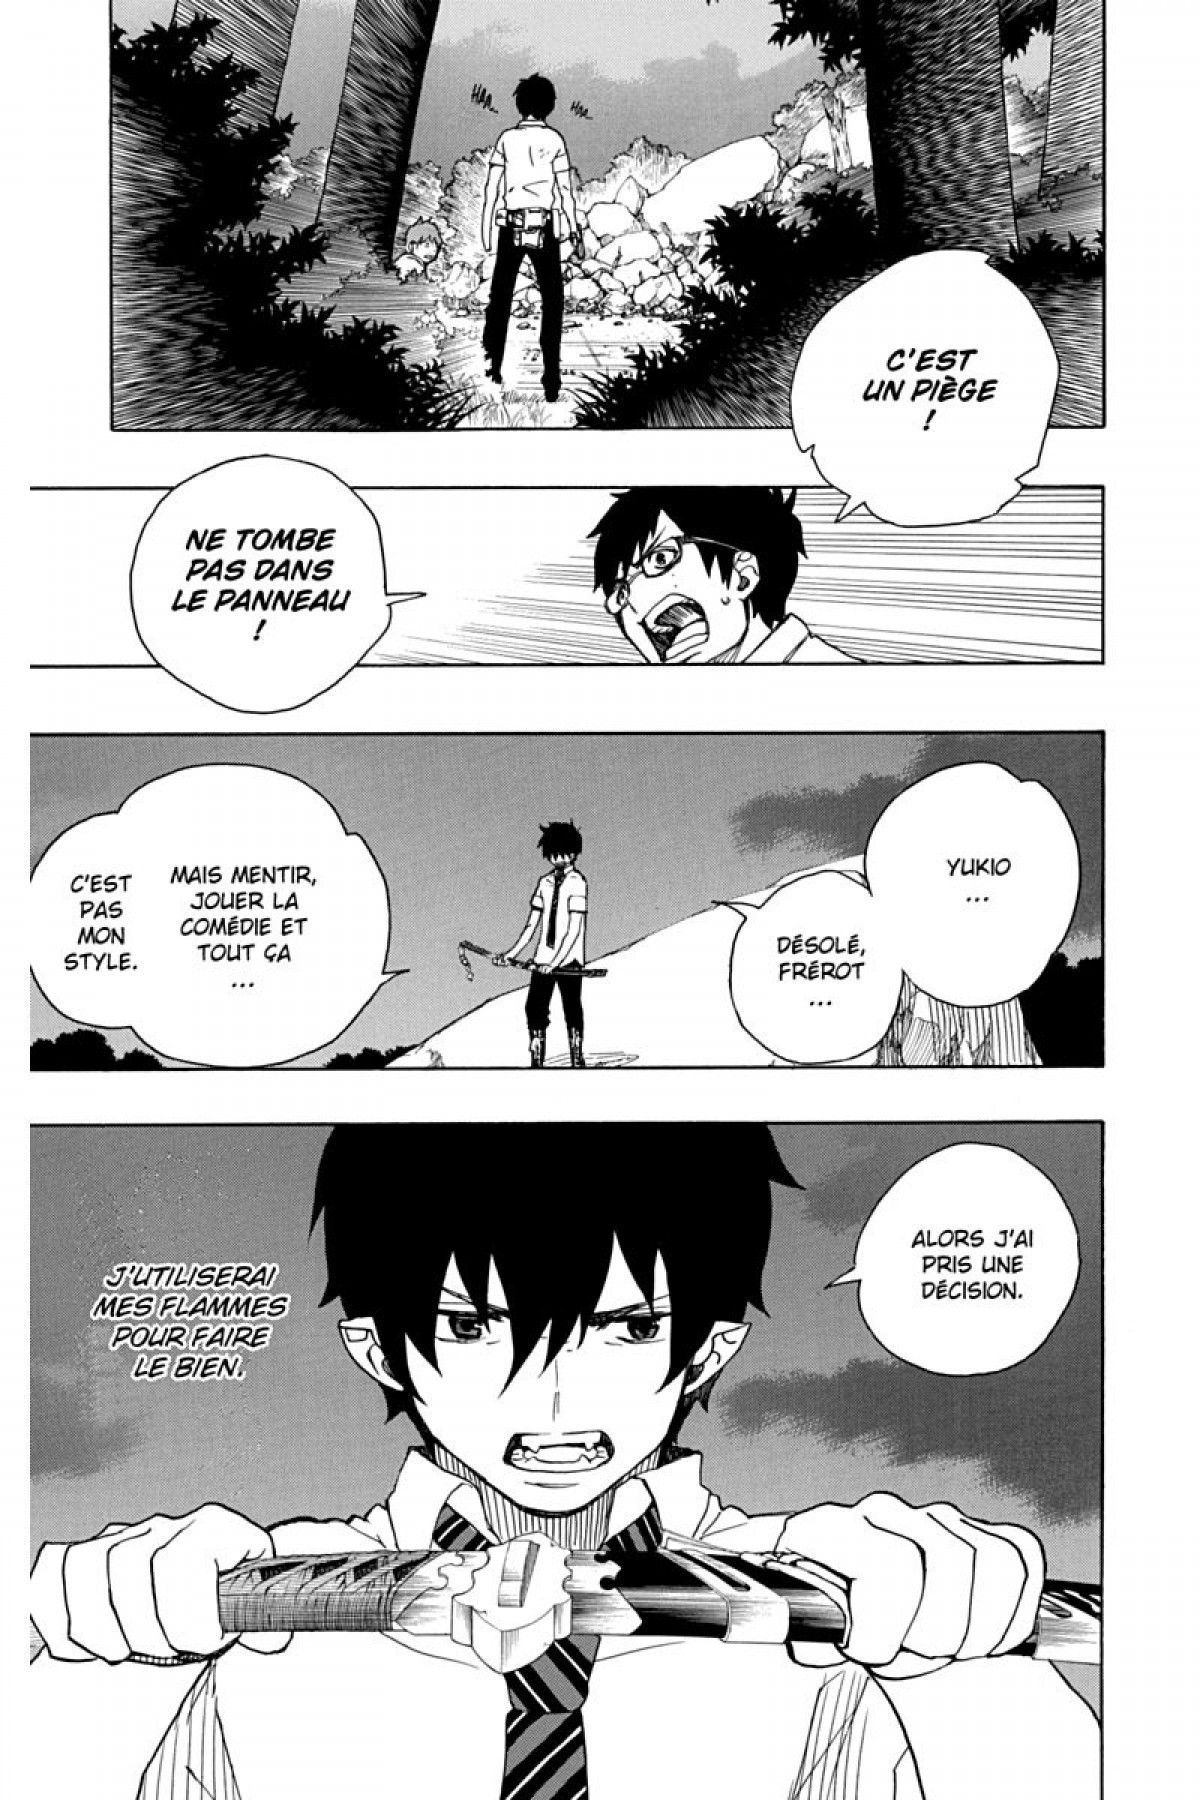 HAA...
HAA...
C'EST
UN PIÈGE
!
NE TOMBE
PAS DANS
LE PANNEAU
!
YUKIO
...
DÉSOLÉ,
FRÉROT
...
MAIS MENTIR,
JOUER LA
COMÉDIE ET
TOUT ÇA
...
C'EST
PAS
MON
STYLE.
ALORS J'AI
PRIS UNE
DÉCISION.
J'UTILISERAI
MES FLAMMES
POUR FAIRE
LE BIEN.